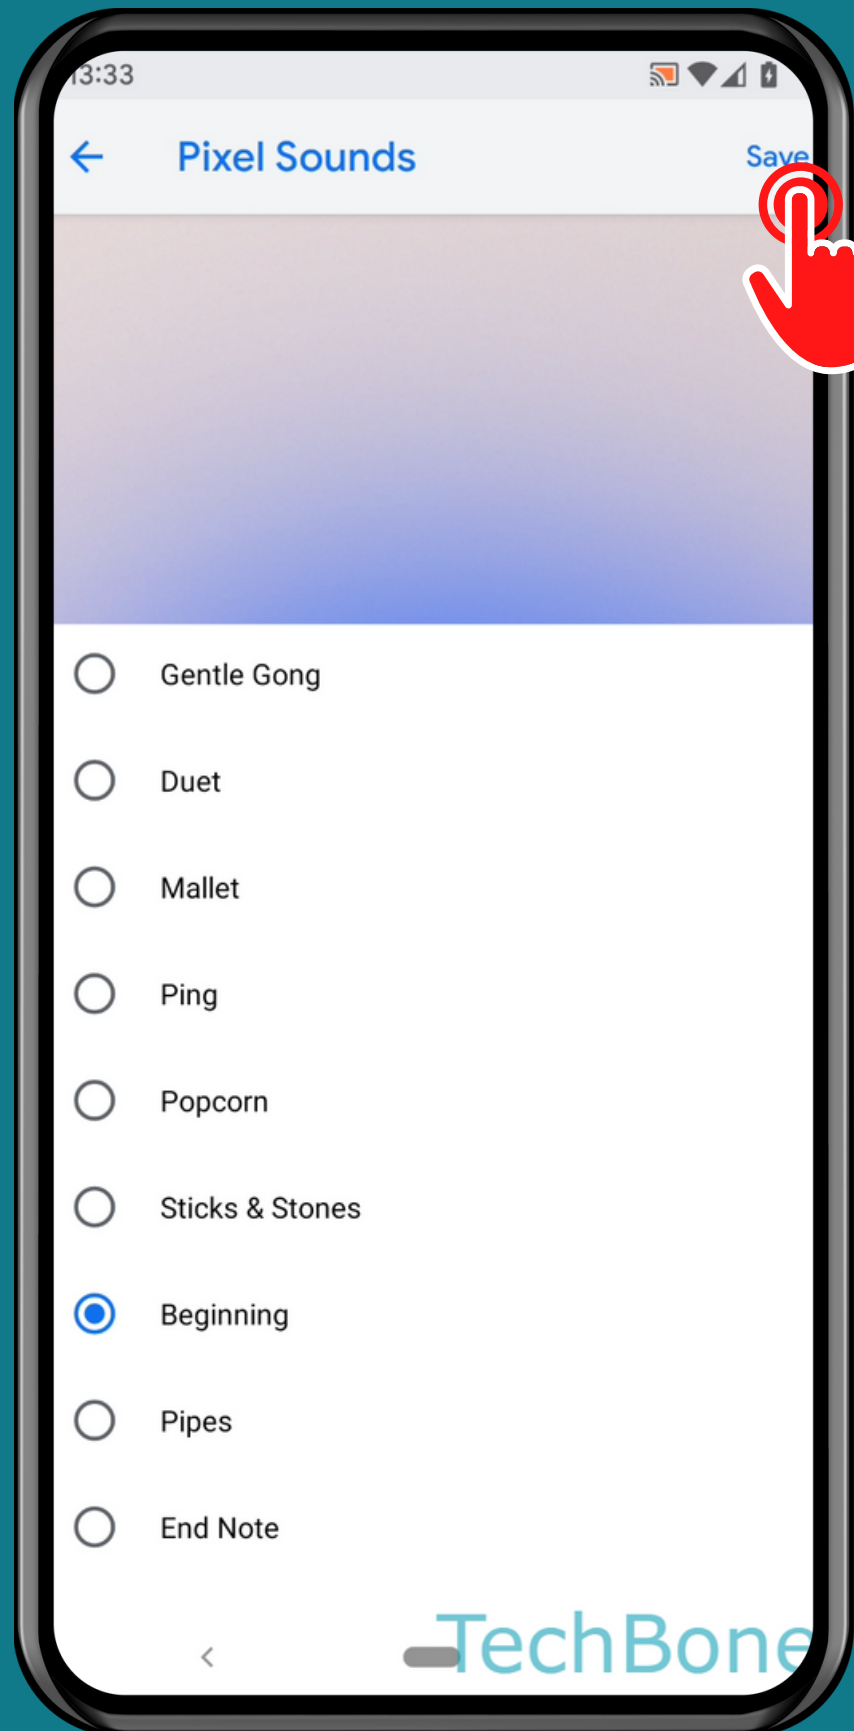 13:33
Pixel Sounds
Save
Gentle Gong
Duet
Mallet
Ping
Popcorn
Sticks & Stones
Beginning
Pipes
End Note
TechBone